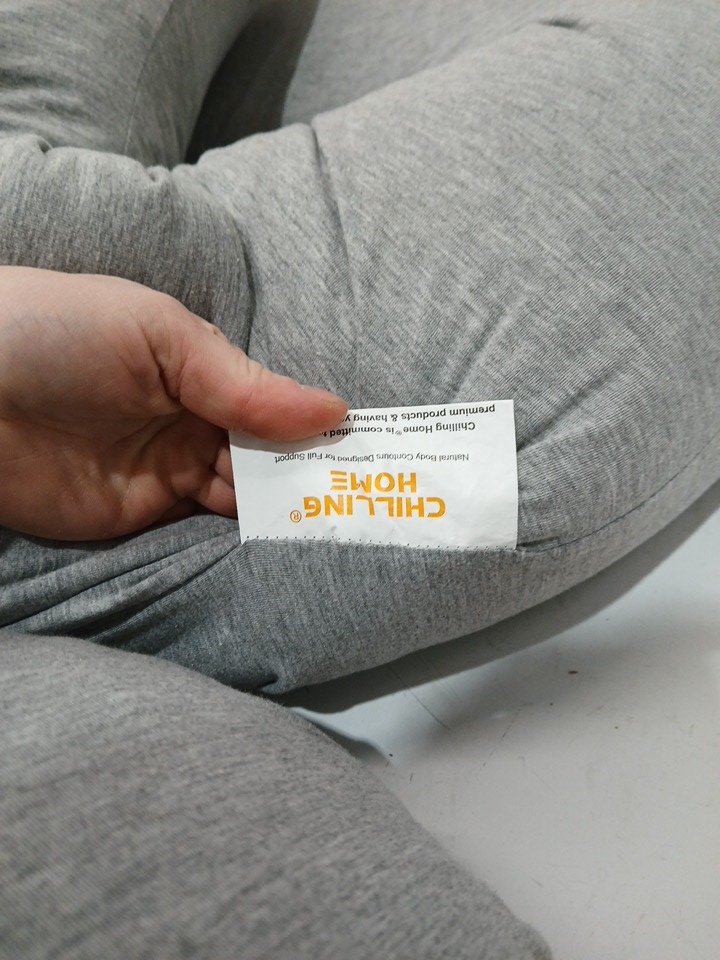 CHILLING®
HOME
Natural Body Contours Designed for Full Support
Chilling Home® is committed
premium products & having